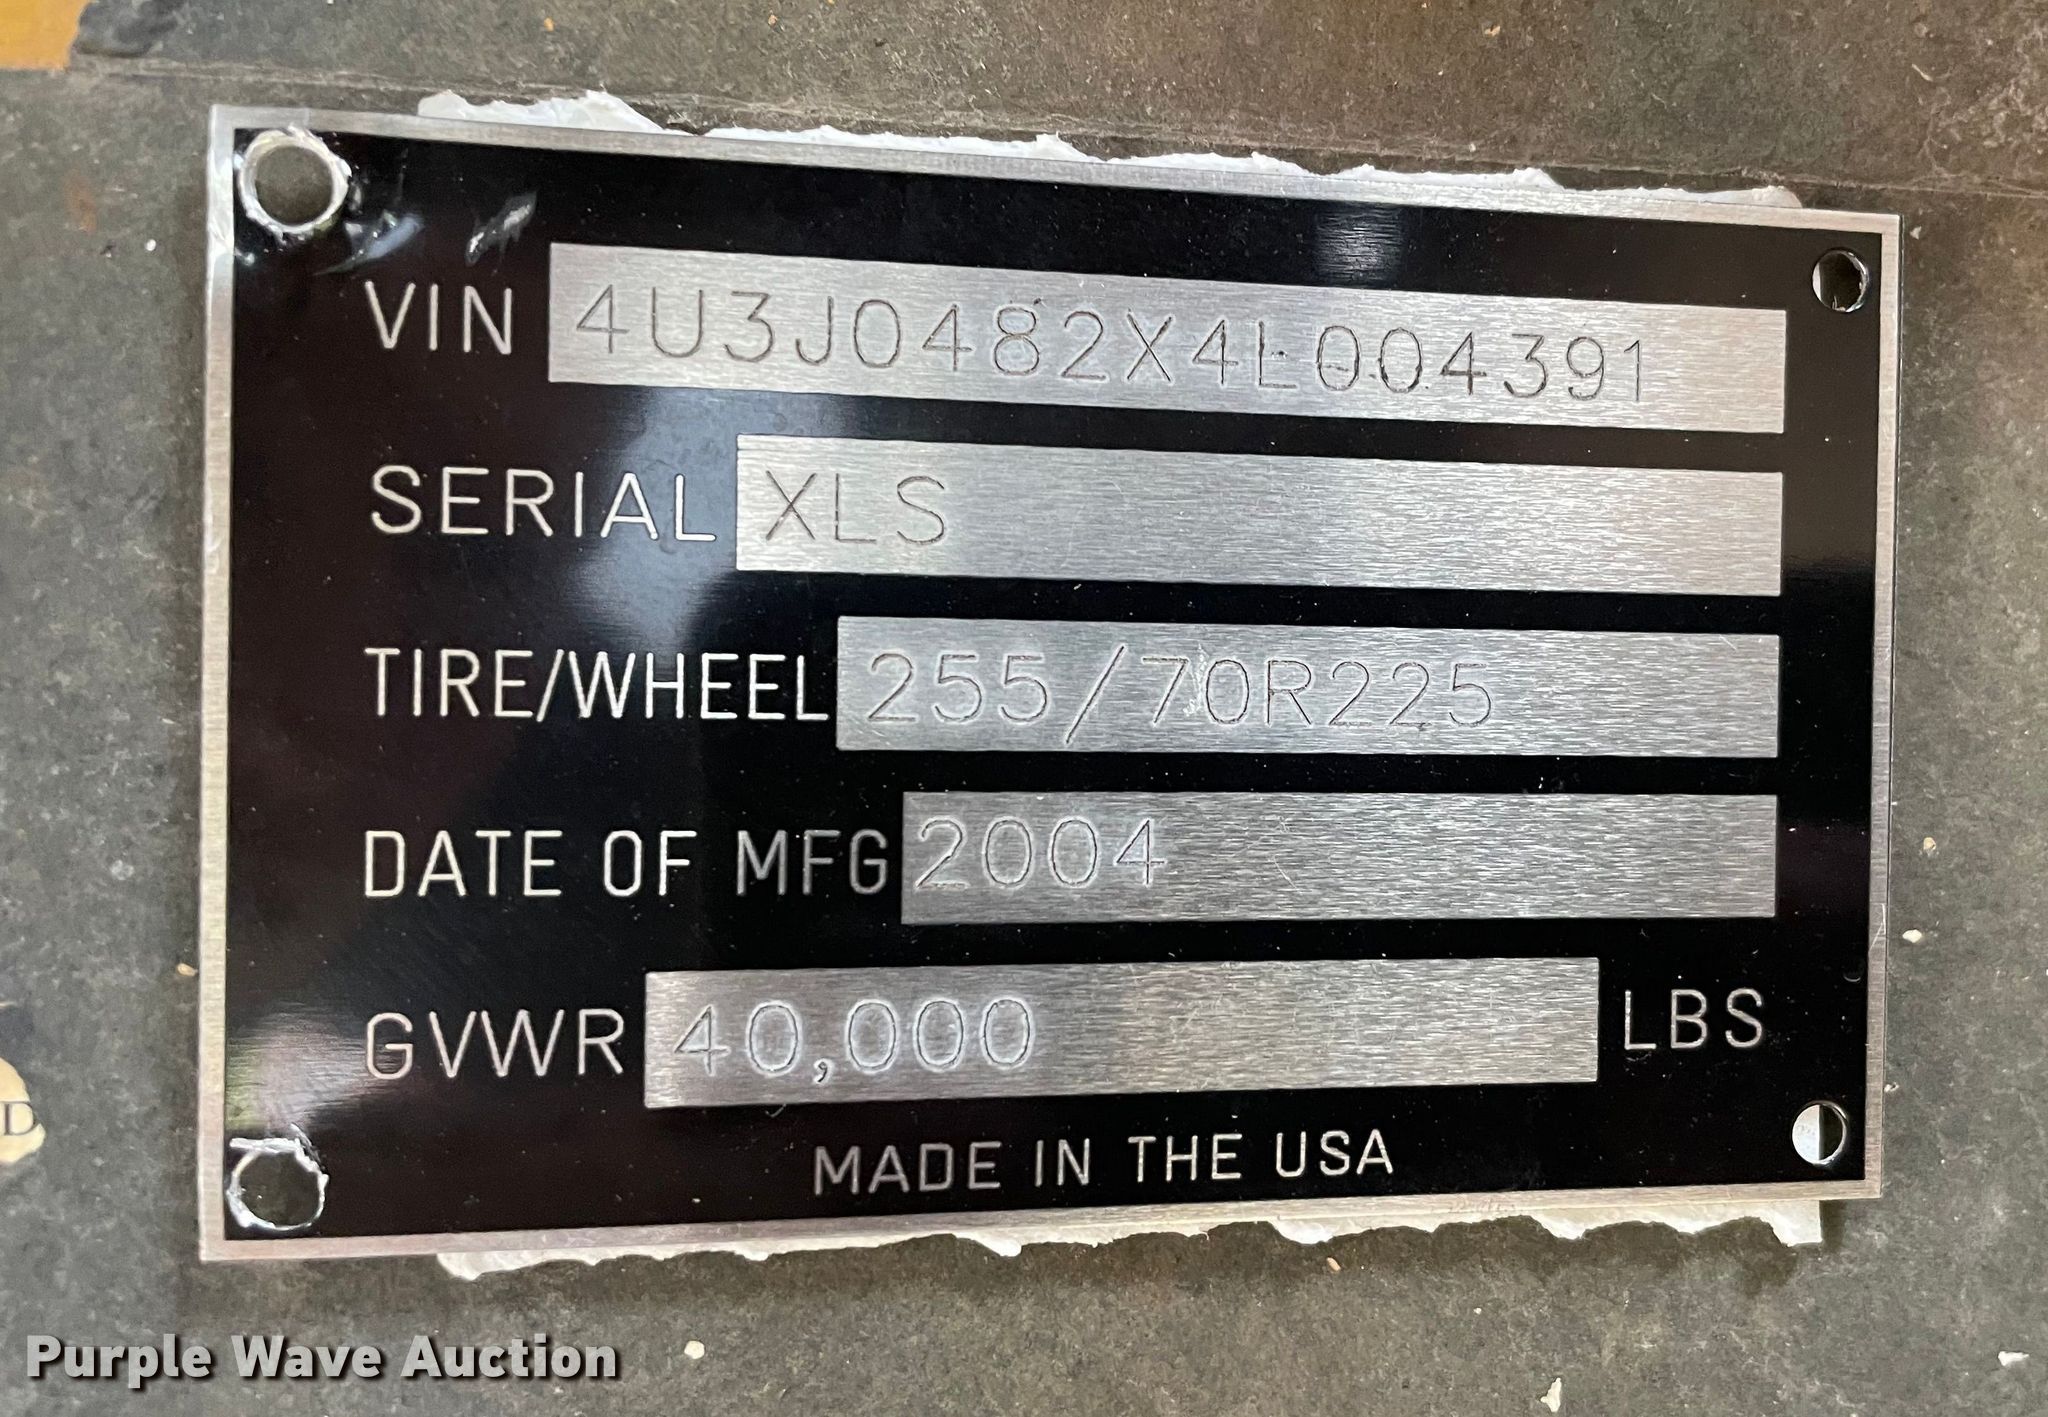 VIN 4U3J0482X4L004391
SERIAL XLS
TIRE/WHEEL 255/70R225
DATE OF MFG 2004
GVWR 40,000 LBS
MADE IN THE USA
D
Purple Wave Auction